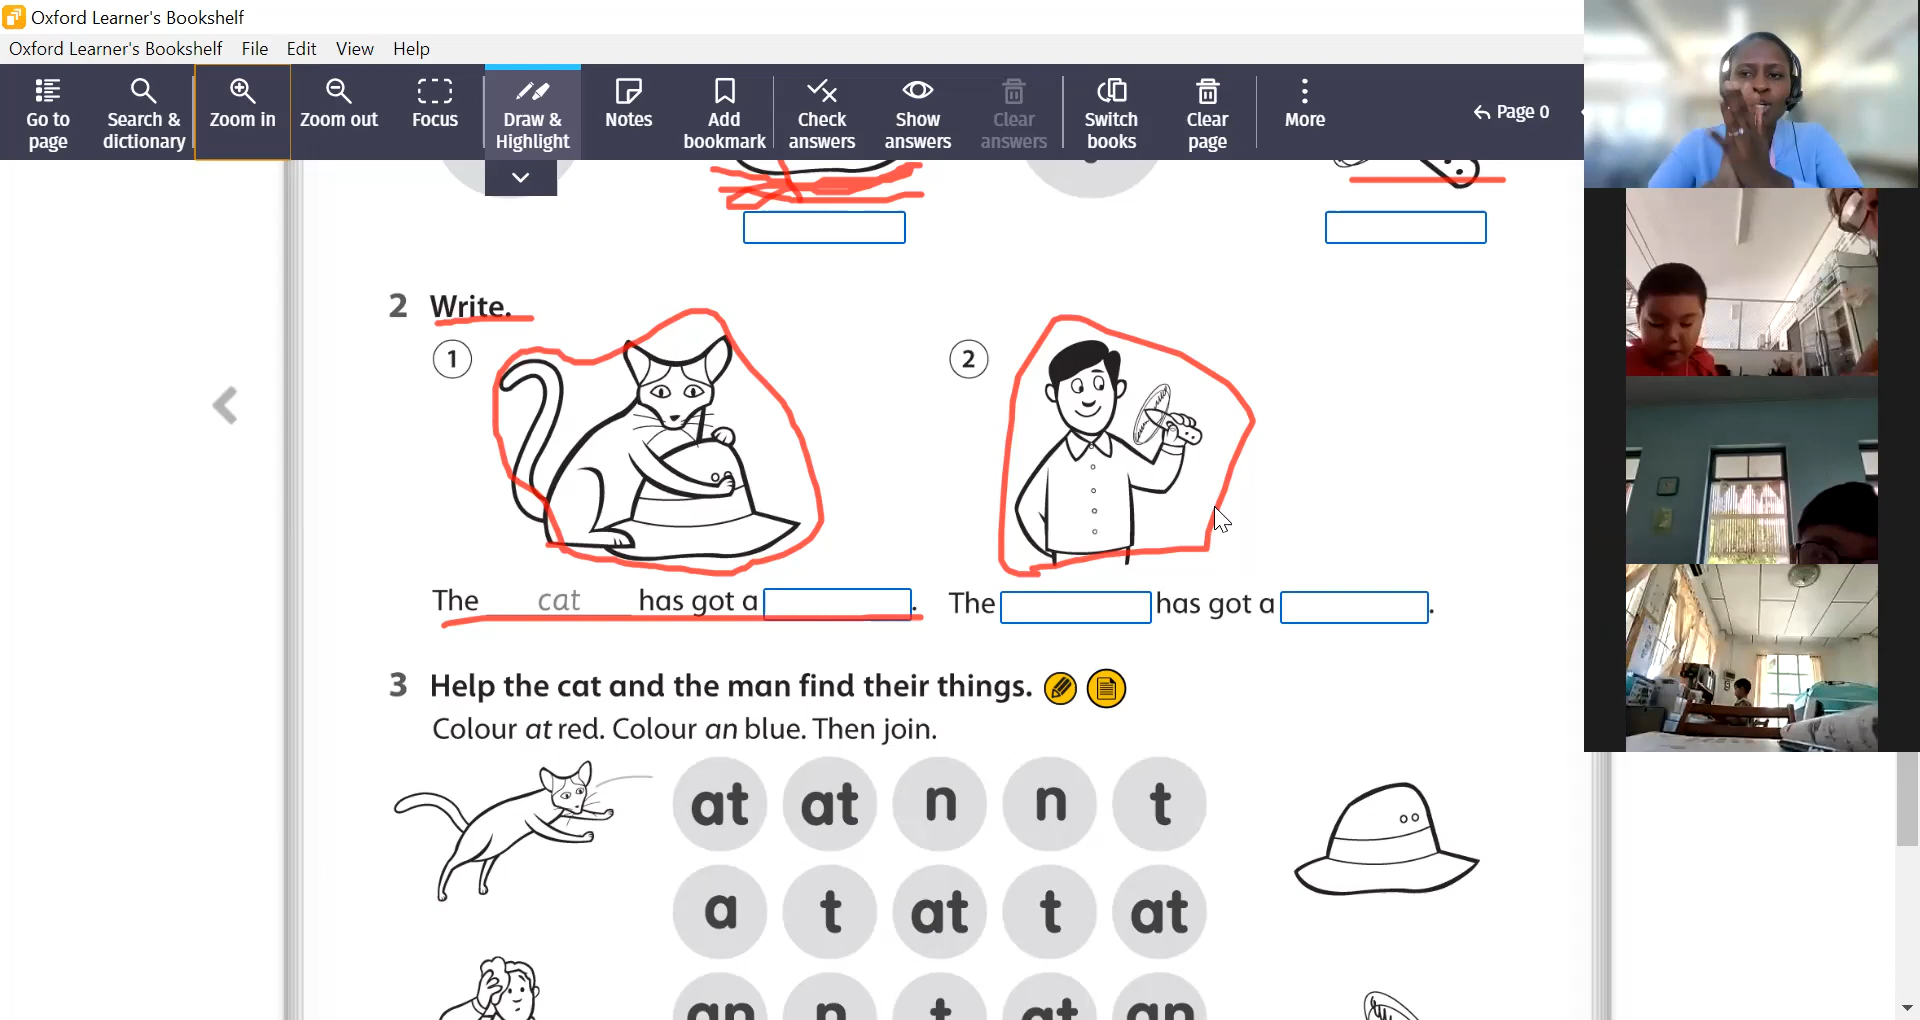 Oxford Learner's Bookshelf
Oxford Learner's Bookshelf File Edit View Help
Go to page Search & dictionary Zoom in Zoom out Focus Draw & Highlight Notes Add bookmark Check answers Show answers Clear answers Switch books Clear page More Page 0
2 Write.
1 2
The cat has got a . The has got a .
3 Help the cat and the man find their things.
Colour at red. Colour an blue. Then join.
at at n n t
a t at t at
an n t at an